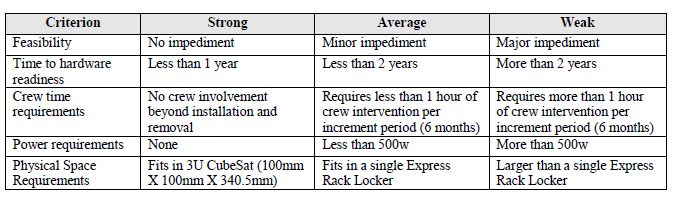 Criterion Strong Average Weak
Feasibility No impediment Minor impediment Major impediment
Time to hardware readiness Less than 1 year Less than 2 years More than 2 years
Crew time requirements No crew involvement beyond installation and removal Requires less than 1 hour of crew intervention per increment period (6 months) Requires more than 1 hour of crew intervention per increment period (6 months)
Power requirements None Less than 500w More than 500w
Physical Space Requirements Fits in 3U CubeSat (100mm X 100mm X 340.5mm) Fits in a single Express Rack Locker Larger than a single Express Rack Locker